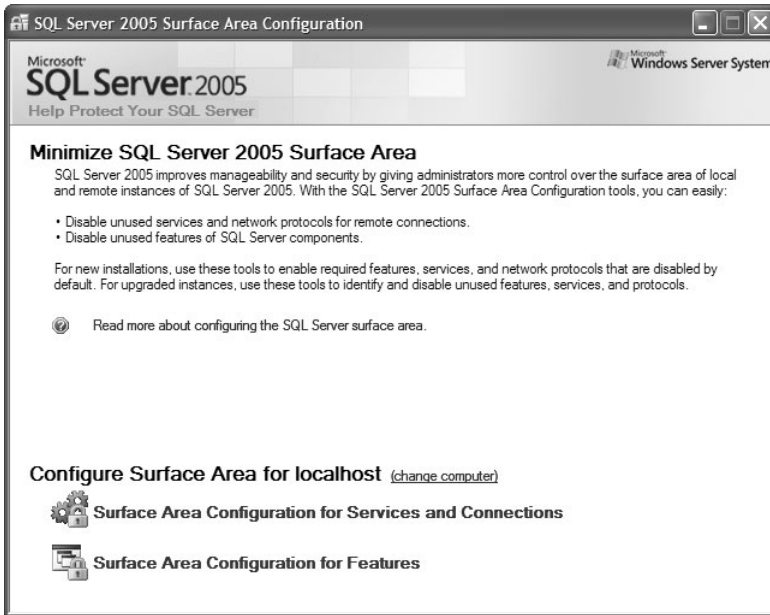 SQL Server 2005 Surface Area Configuration
Microsoft
SQL Server 2005
Help Protect Your SQL Server
Microsoft
Windows Server System
Minimize SQL Server 2005 Surface Area
SQL Server 2005 improves manageability and security by giving administrators more control over the surface area of local
and remote instances of SQL Server 2005. With the SQL Server 2005 Surface Area Configuration tools, you can easily:
• Disable unused services and network protocols for remote connections.
• Disable unused features of SQL Server components.
For new installations, use these tools to enable required features, services, and network protocols that are disabled by
default. For upgraded instances, use these tools to identify and disable unused features, services, and protocols.
Read more about configuring the SQL Server surface area.
Configure Surface Area for localhost (change computer)
Surface Area Configuration for Services and Connections
Surface Area Configuration for Features